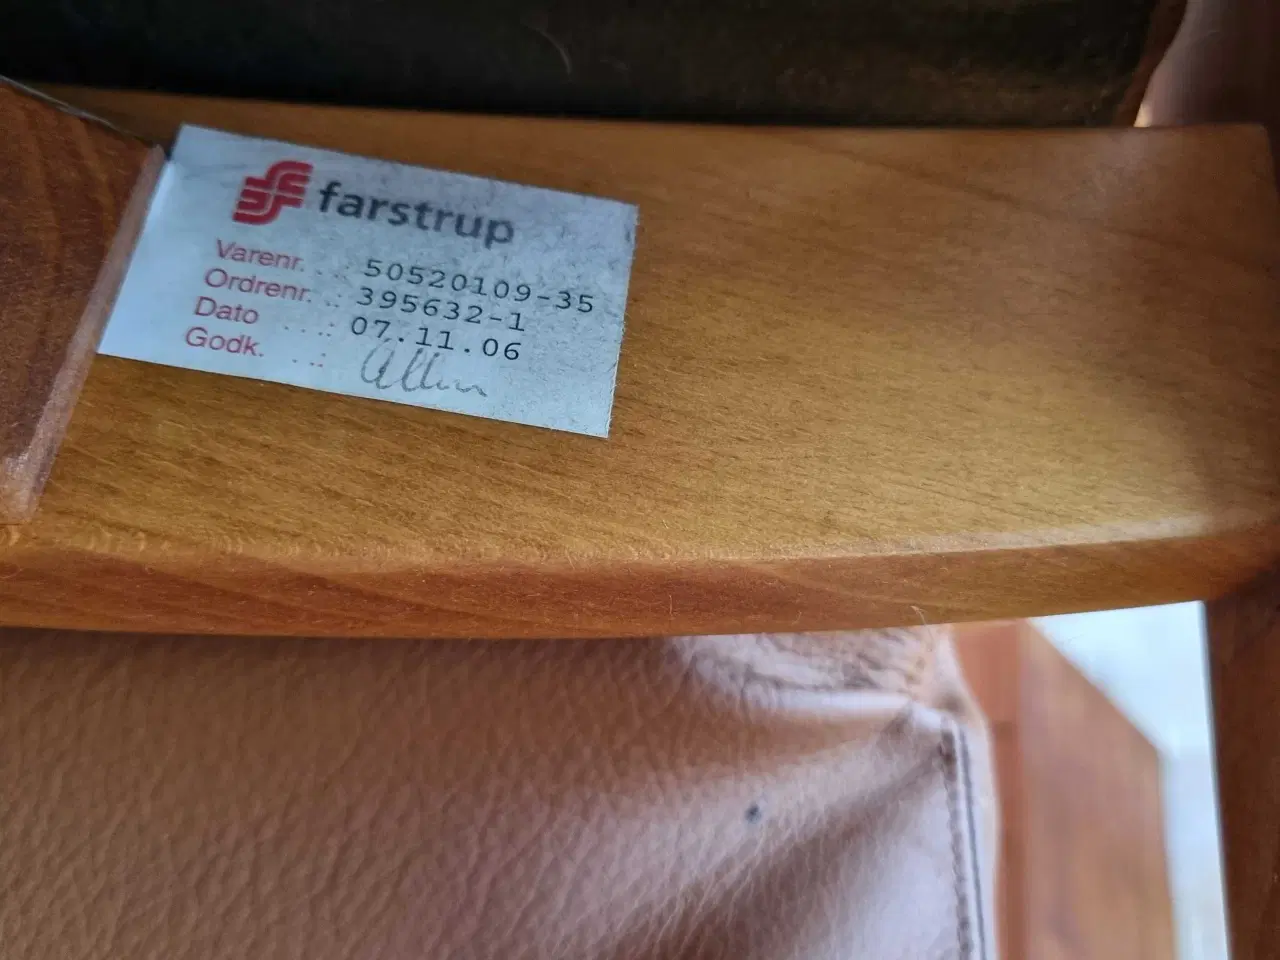 farstrup
Varenr. . . : 50520109-35
Ordrenr. . : 395632-1
Dato . . . . : 07.11.06
Godk. . . . :